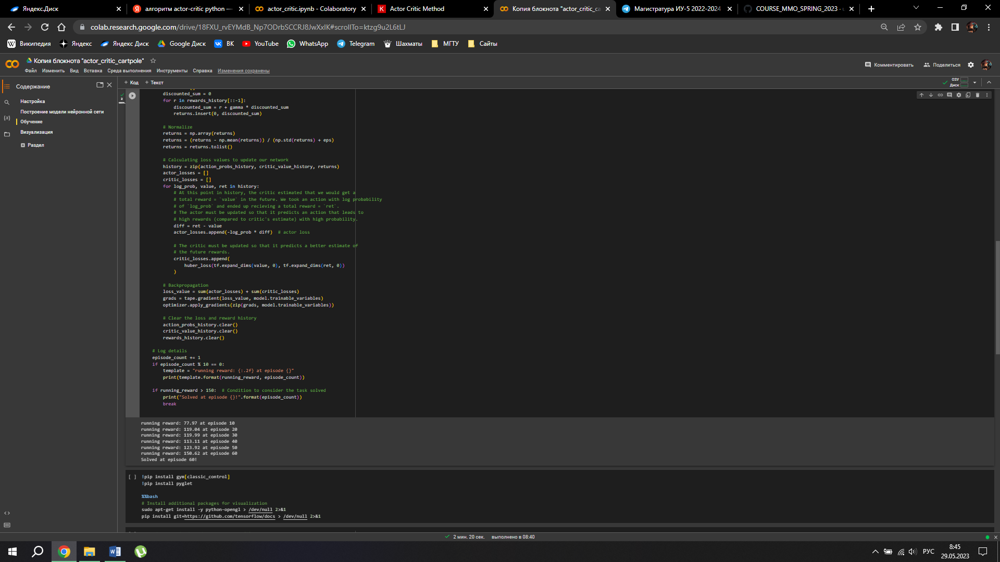 Яндекс.Диск
алгоритм actor-critic python —
actor_critic.ipynb - Colaboratory
Actor Critic Method
Копия блокнота "actor_critic_ca
Магистратура ИУ-5 2022-2024
COURSE_MMO_SPRING_2023 ·
colab.research.google.com/drive/18FXU_rvEYMdB_Np7ODrbSCCRJ8JwXxIK#scrollTo=ktzg9u2L6tLJ
Википедия
Яндекс
Яндекс Диск
Google Диск
ВК
YouTube
WhatsApp
Telegram
Шахматы
МГТУ
Сайты
Копия блокнота "actor_critic_cartpole"
Файл Изменить Вид Вставка Среда выполнения Инструменты Справка Изменения сохранены
Комментировать
Поделиться
Содержание
+ Код + Текст
ОЗУ
Диск
Настройка
Построение модели нейронной сети
Обучение
Визуализация
Раздел
2
мин.
discounted_sum = 0
for r in rewards_history[::-1]:
discounted_sum = r + gamma * discounted_sum
returns.insert(0, discounted_sum)
# Normalize
returns = np.array(returns)
returns = (returns - np.mean(returns)) / (np.std(returns) + eps)
returns = returns.tolist()
# Calculating loss values to update our network
history = zip(action_probs_history, critic_value_history, returns)
actor_losses = []
critic_losses = []
for log_prob, value, ret in history:
# At this point in history, the critic estimated that we would get a
# total reward = `value` in the future. We took an action with log probability
# of `log_prob` and ended up recieving a total reward = `ret`.
# The actor must be updated so that it predicts an action that leads to
# high rewards (compared to critic's estimate) with high probability.
diff = ret - value
actor_losses.append(-log_prob * diff)  # actor loss
# The critic must be updated so that it predicts a better estimate of
# the future rewards.
critic_losses.append(
huber_loss(tf.expand_dims(value, 0), tf.expand_dims(ret, 0))
)
# Backpropagation
loss_value = sum(actor_losses) + sum(critic_losses)
grads = tape.gradient(loss_value, model.trainable_variables)
optimizer.apply_gradients(zip(grads, model.trainable_variables))
# Clear the loss and reward history
action_probs_history.clear()
critic_value_history.clear()
rewards_history.clear()
# Log details
episode_count += 1
if episode_count % 10 == 0:
template = "running reward: {:.2f} at episode {}"
print(template.format(running_reward, episode_count))
if running_reward > 150:  # Condition to consider the task solved
print("Solved at episode {}!".format(episode_count))
break
running reward: 77.97 at episode 10
running reward: 119.04 at episode 20
running reward: 119.99 at episode 30
running reward: 113.11 at episode 40
running reward: 123.92 at episode 50
running reward: 150.62 at episode 60
Solved at episode 60!
[ ] !pip install gym[classic_control]
!pip install pyglet
%%bash
# Install additional packages for visualization
sudo apt-get install -y python-opengl > /dev/null 2>&1
pip install git+https://github.com/tensorflow/docs > /dev/null 2>&1
2 мин. 20 сек. выполнено в 08:40
РУС
8:45
29.05.2023